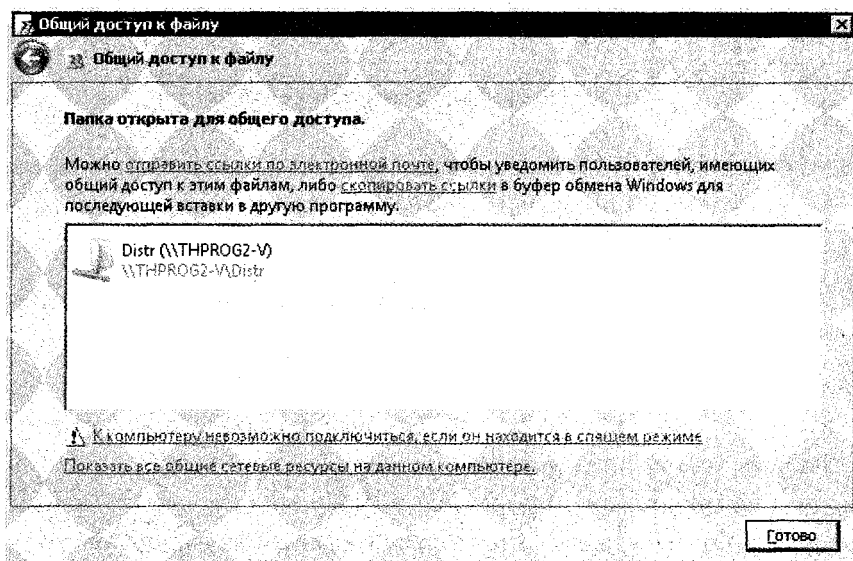 Общий доступ к файлу
Общий доступ к файлу
Папка открыта для общего доступа.
Можно отправить ссылки по электронной почте, чтобы уведомить пользователей, имеющих
общий доступ к этим файлам, либо скопировать ссылки в буфер обмена Windows для
последующей вставки в другую программу.
Distr (\\THPROG2-V)
\\THPROG2-V\Distr
К компьютеру невозможно подключиться, если он находится в спящем режиме
Показать все общие сетевые ресурсы на данном компьютере.
Готово